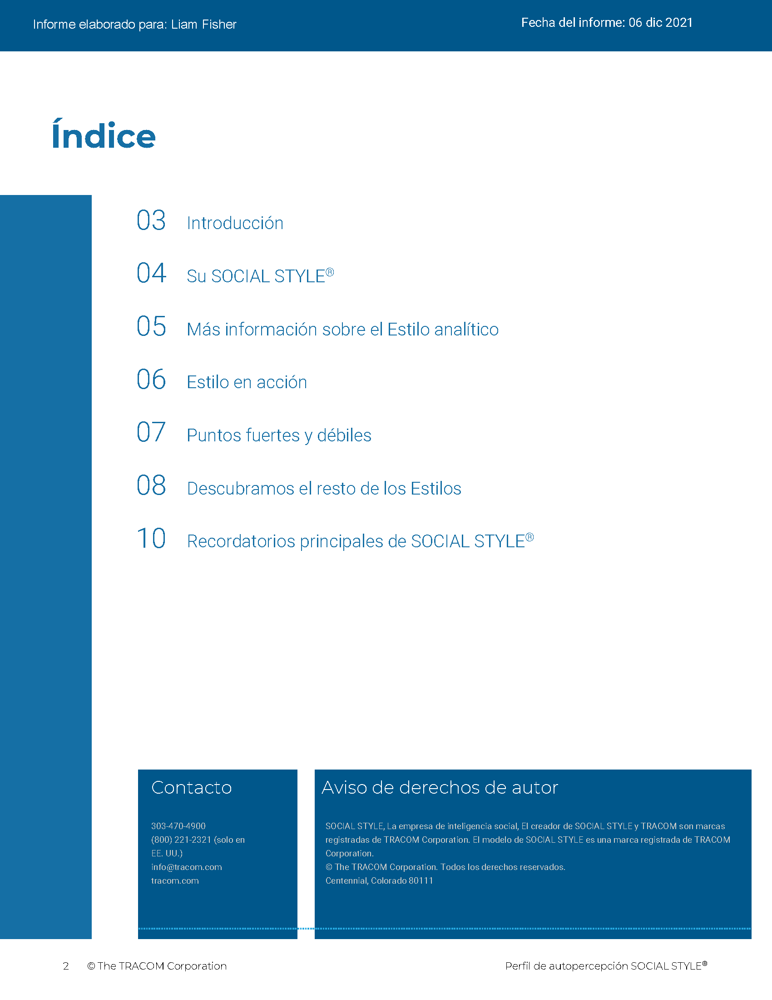 Informe elaborado para: Liam Fisher
Fecha del informe: 06 dic 2021
Índice
03 Introducción
04 Su SOCIAL STYLE®
05 Más información sobre el Estilo analítico
06 Estilo en acción
07 Puntos fuertes y débiles
08 Descubramos el resto de los Estilos
10 Recordatorios principales de SOCIAL STYLE®
Contacto
303-470-4900
(800) 221-2321 (solo en
EE. UU.)
info@tracom.com
tracom.com
Aviso de derechos de autor
SOCIAL STYLE, La empresa de inteligencia social, El creador de SOCIAL STYLE y TRACOM son marcas
registradas de TRACOM Corporation. El modelo de SOCIAL STYLE es una marca registrada de TRACOM
Corporation.
© The TRACOM Corporation. Todos los derechos reservados.
Centennial, Colorado 80111
2 © The TRACOM Corporation
Perfil de autopercepción SOCIAL STYLE®